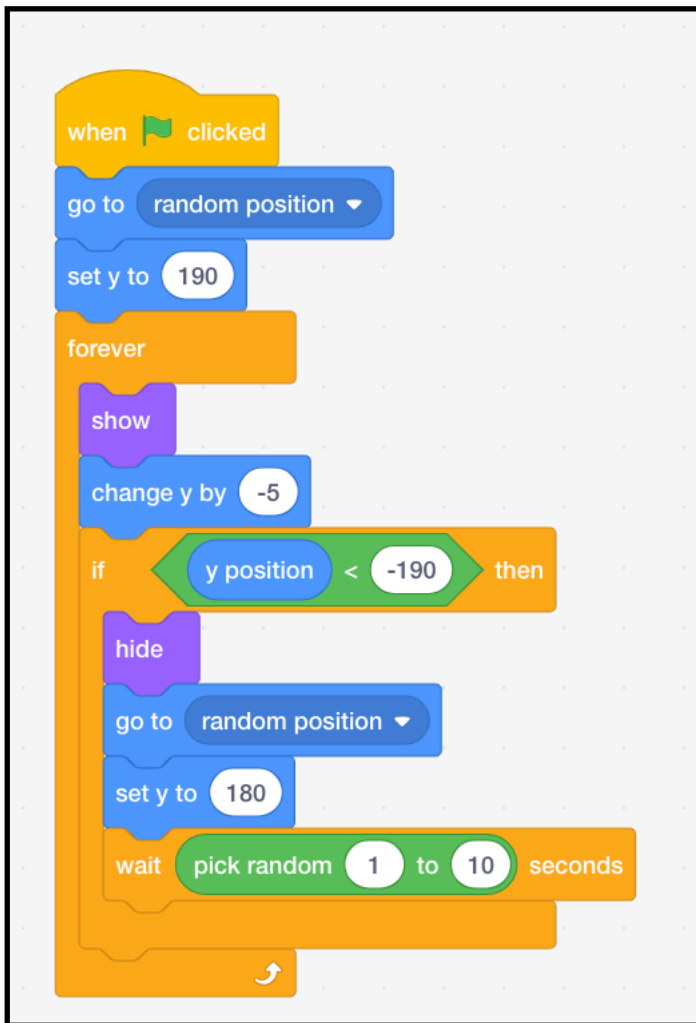 when clicked
go to random position
set y to 190
forever
show
change y by -5
if y position < -190 then
hide
go to random position
set y to 180
wait pick random 1 to 10 seconds